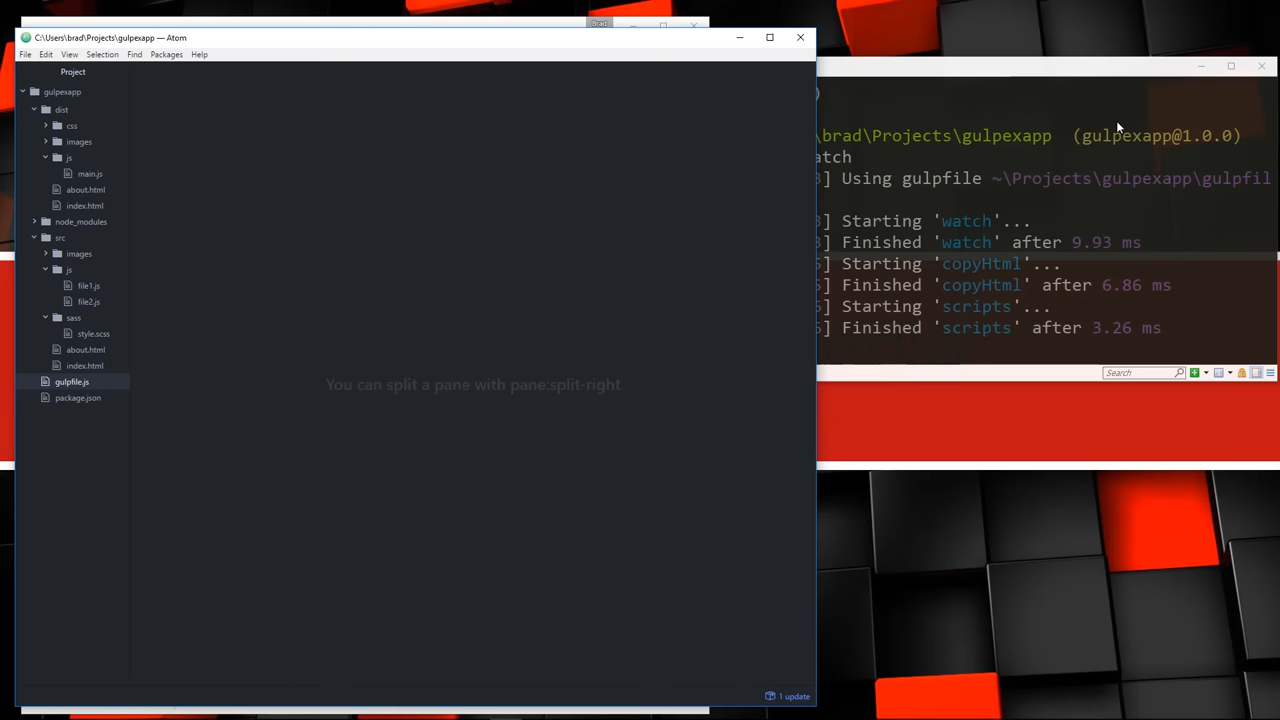 Brad
C:\Users\brad\Projects\gulpexapp — Atom
File Edit View Selection Find Packages Help
Project
gulpexapp
dist
css
images
js
main.js
about.html
index.html
node_modules
src
images
js
file1.js
file2.js
sass
style.scss
about.html
index.html
gulpfile.js
package.json
You can split a pane with pane:split-right
1 update
)
\brad\Projects\gulpexapp (gulpexapp@1.0.0)
atch
] Using gulpfile ~\Projects\gulpexapp\gulpfil
] Starting 'watch'...
] Finished 'watch' after 9.93 ms
] Starting 'copyHtml'...
] Finished 'copyHtml' after 6.86 ms
] Starting 'scripts'...
] Finished 'scripts' after 3.26 ms
Search